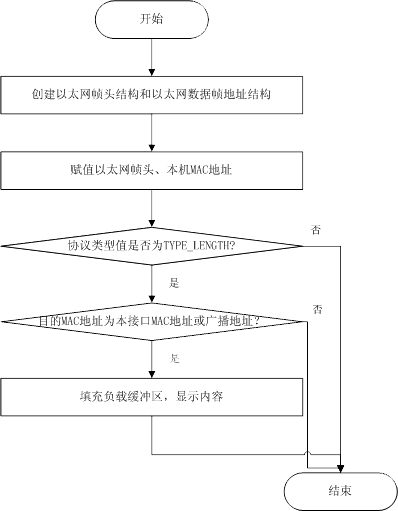 开始
创建以太网帧头结构和以太网数据帧地址结构
赋值以太网帧头、本机MAC地址
否
协议类型值是否为TYPE_LENGTH?
是
否
目的MAC地址为本接口MAC地址或广播地址?
是
填充负载缓冲区，显示内容
结束